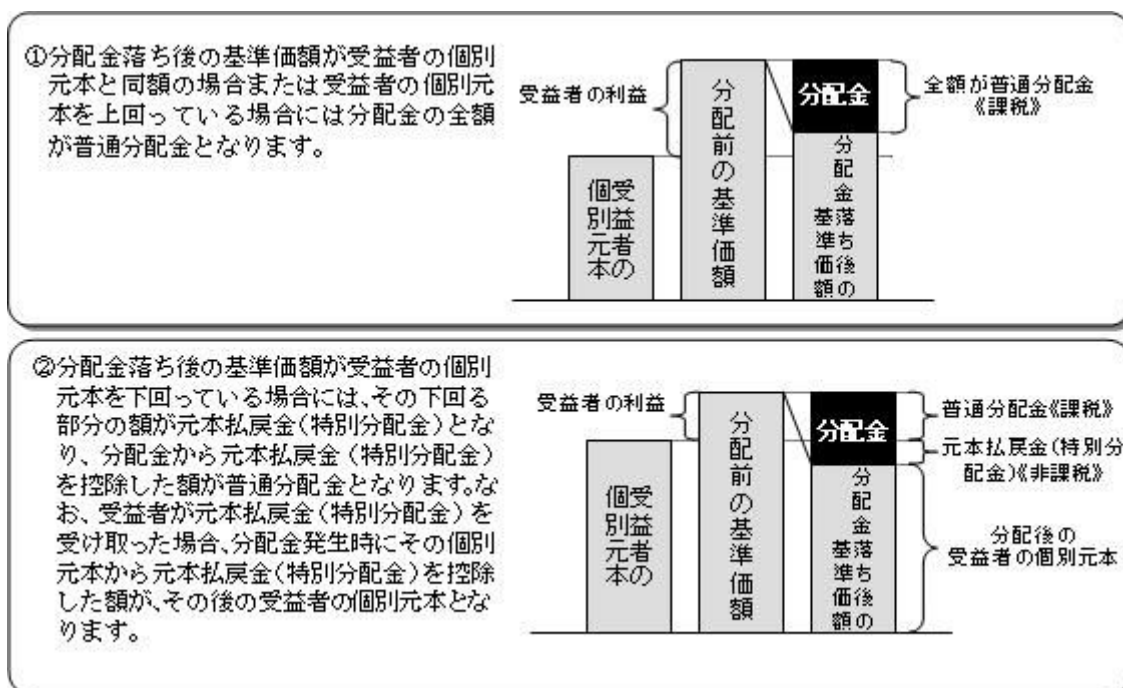 ①分配金落ち後の基準価額が受益者の個別
元本と同額の場合または受益者の個別元
本を上回っている場合には分配金の全額
が普通分配金となります。
受益者の利益
受益者の
個別元本
分配前の基準価額
分配金
分配金落ち後の
基準価額
全額が普通分配金
《課税》
②分配金落ち後の基準価額が受益者の個別
元本を下回っている場合には、その下回る
部分の額が元本払戻金(特別分配金)とな
り、分配金から元本払戻金(特別分配金)
を控除した額が普通分配金となります。な
お、受益者が元本払戻金(特別分配金)を
受け取った場合、分配金発生時にその個別
元本から元本払戻金(特別分配金)を控除
した額が、その後の受益者の個別元本とな
ります。
受益者の利益
受益者の
個別元本
分配前の基準価額
分配金
分配金落ち後の
基準価額
普通分配金《課税》
元本払戻金(特別分
配金)《非課税》
分配後の
受益者の個別元本